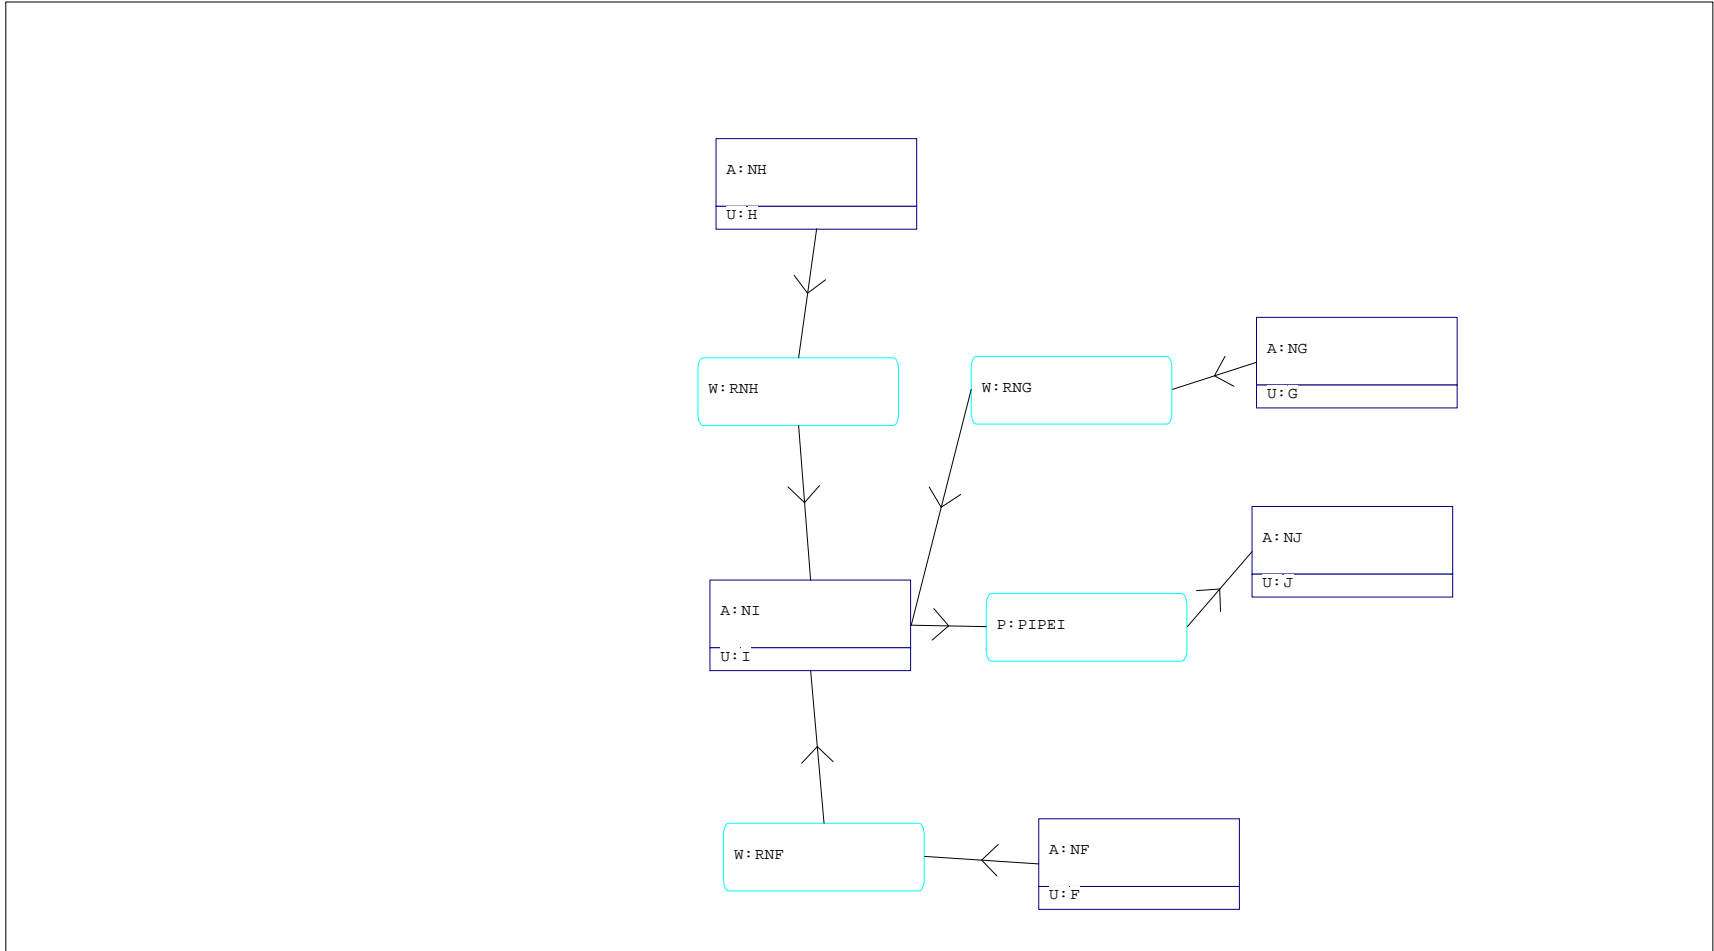 A:NH
U:H
W:RNH
W:RNG
A:NG
U:G
A:NJ
U:J
A:NI
U:I
P:PIPEI
W:RNF
A:NF
U:F